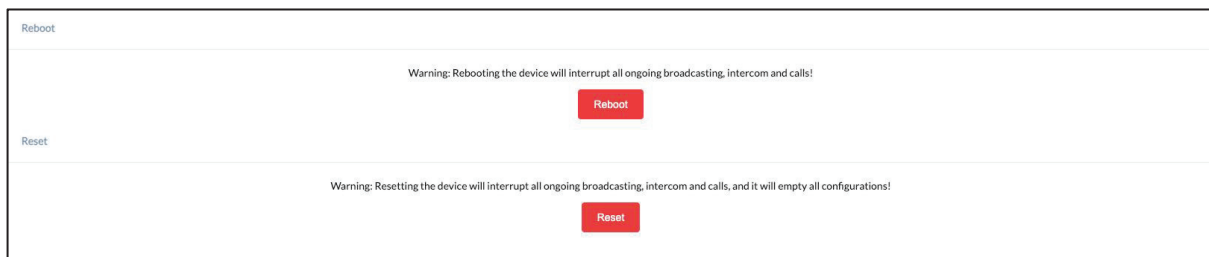 Reboot
Warning: Rebooting the device will interrupt all ongoing broadcasting, intercom and calls!
Reboot
Reset
Warning: Resetting the device will interrupt all ongoing broadcasting, intercom and calls, and it will empty all configurations!
Reset